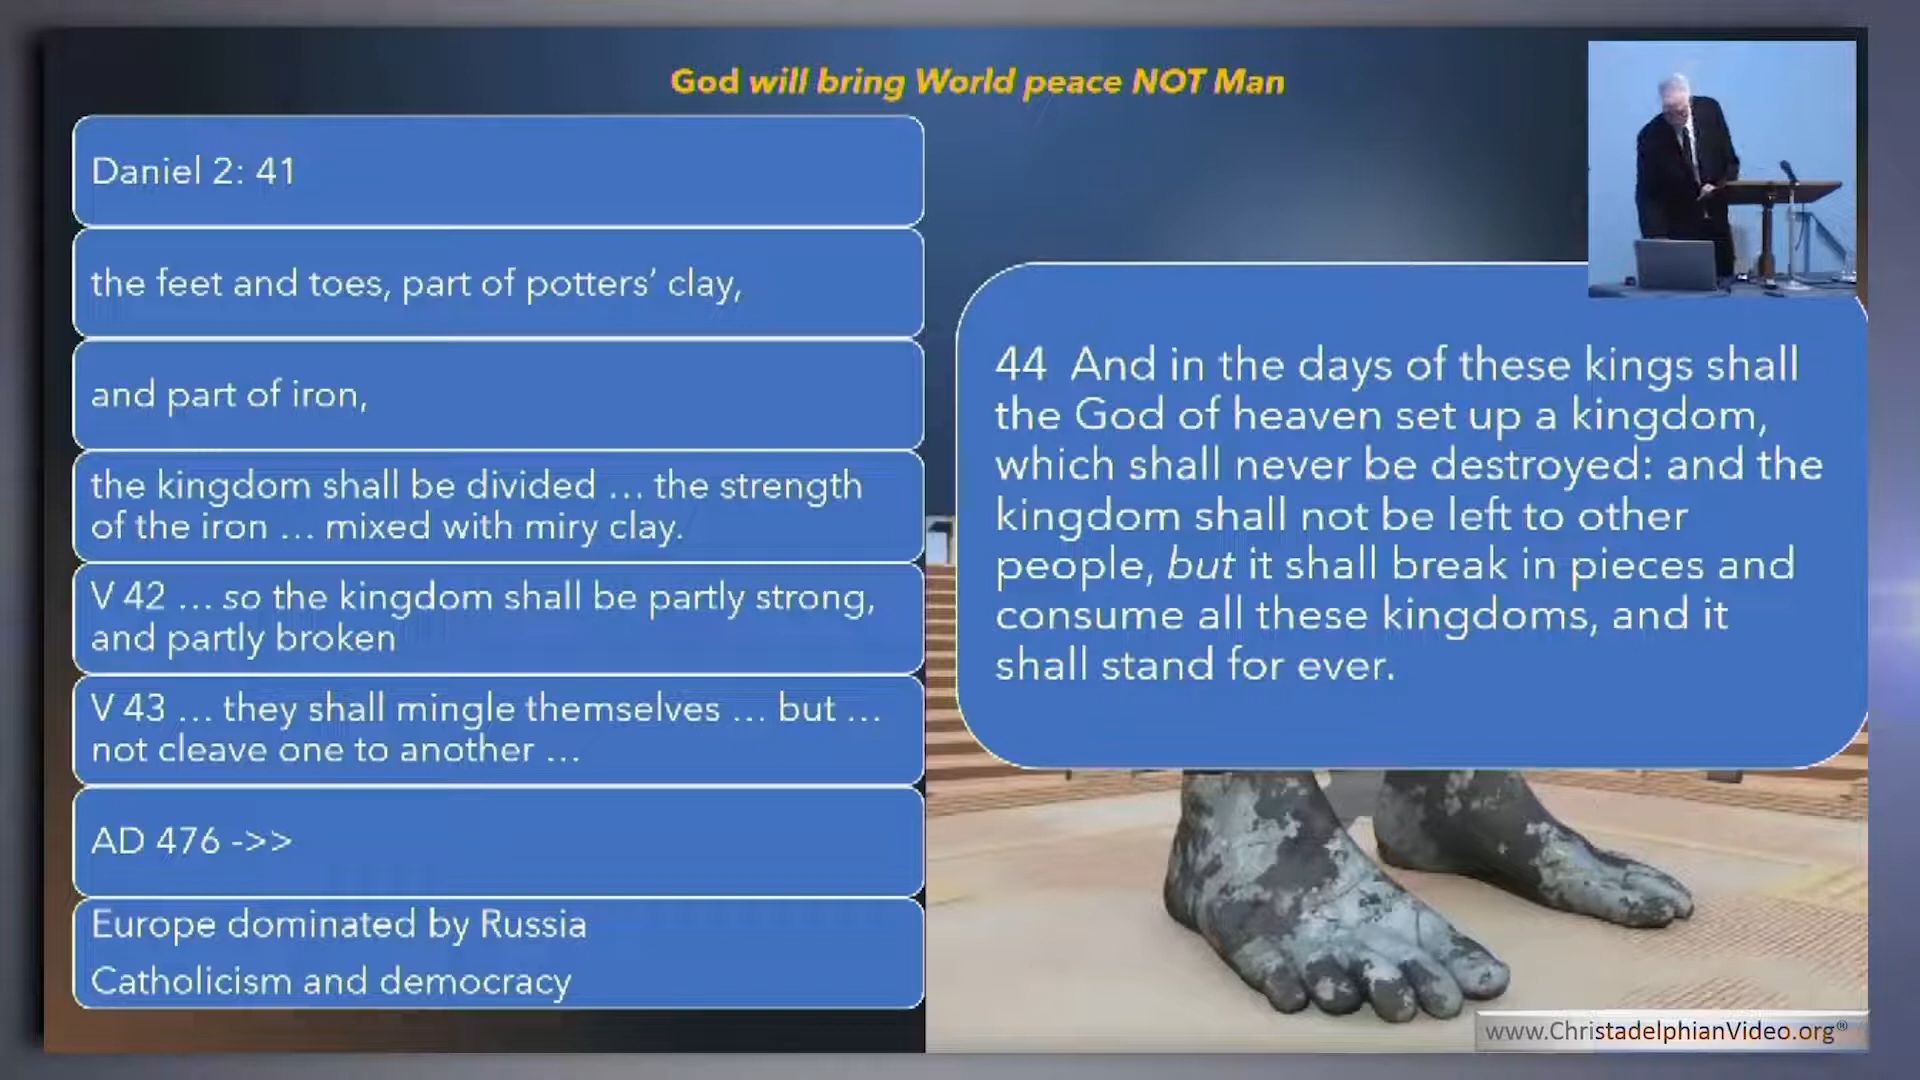 God will bring World peace NOT Man
Daniel 2: 41
the feet and toes, part of potters’ clay,
and part of iron,
the kingdom shall be divided ... the strength
of the iron ... mixed with miry clay.
V 42 ... so the kingdom shall be partly strong,
and partly broken
V 43 ... they shall mingle themselves ... but ...
not cleave one to another ...
AD 476 ->>
Europe dominated by Russia
Catholicism and democracy
44 And in the days of these kings shall
the God of heaven set up a kingdom,
which shall never be destroyed: and the
kingdom shall not be left to other
people, but it shall break in pieces and
consume all these kingdoms, and it
shall stand for ever.
www.ChristadelphianVideo.org®